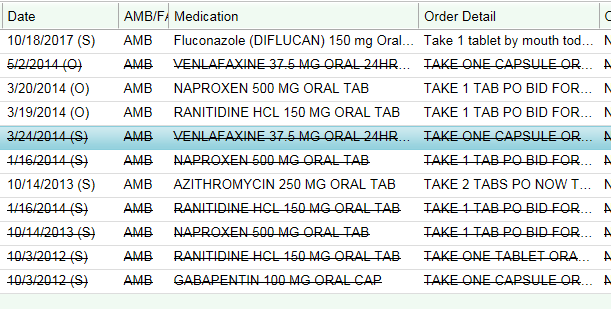 Date AMB/FA Medication Order Detail C
10/18/2017 (S) AMB Fluconazole (DIFLUCAN) 150 mg Oral... Take 1 tablet by mouth tod... N
5/2/2014 (O) AMB VENLAFAXINE 37.5 MG ORAL 24HR... TAKE ONE CAPSULE OR... N
3/20/2014 (O) AMB NAPROXEN 500 MG ORAL TAB TAKE 1 TAB PO BID FOR... N
3/19/2014 (O) AMB RANITIDINE HCL 150 MG ORAL TAB TAKE 1 TAB PO BID FOR... N
3/24/2014 (S) AMB VENLAFAXINE 37.5 MG ORAL 24HR... TAKE ONE CAPSULE OR... N
1/16/2014 (S) AMB NAPROXEN 500 MG ORAL TAB TAKE 1 TAB PO BID FOR... N
10/14/2013 (S) AMB AZITHROMYCIN 250 MG ORAL TAB TAKE 2 TABS PO NOW T... N
1/16/2014 (S) AMB RANITIDINE HCL 150 MG ORAL TAB TAKE 1 TAB PO BID FOR... N
10/14/2013 (S) AMB NAPROXEN 500 MG ORAL TAB TAKE 1 TAB PO BID FOR... N
10/3/2012 (S) AMB RANITIDINE HCL 150 MG ORAL TAB TAKE ONE TABLET ORA... N
10/3/2012 (S) AMB GABAPENTIN 100 MG ORAL CAP TAKE ONE CAPSULE OR... N